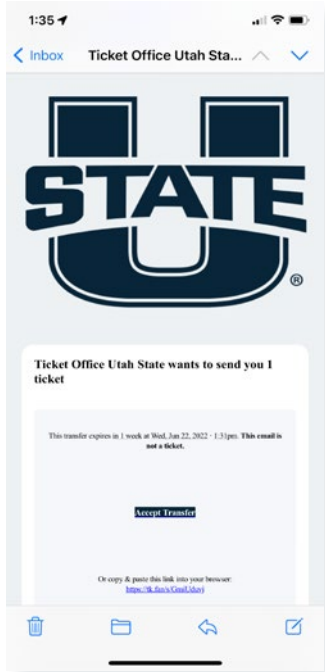 1:35
Inbox
Ticket Office Utah Sta...
U
STATE
®
Ticket Office Utah State wants to send you 1
ticket
This transfer expires in 1 week at Wed, Jun 22, 2022 - 1:31pm. This email is
not a ticket.
Accept Transfer
Or copy & paste this link into your browser: